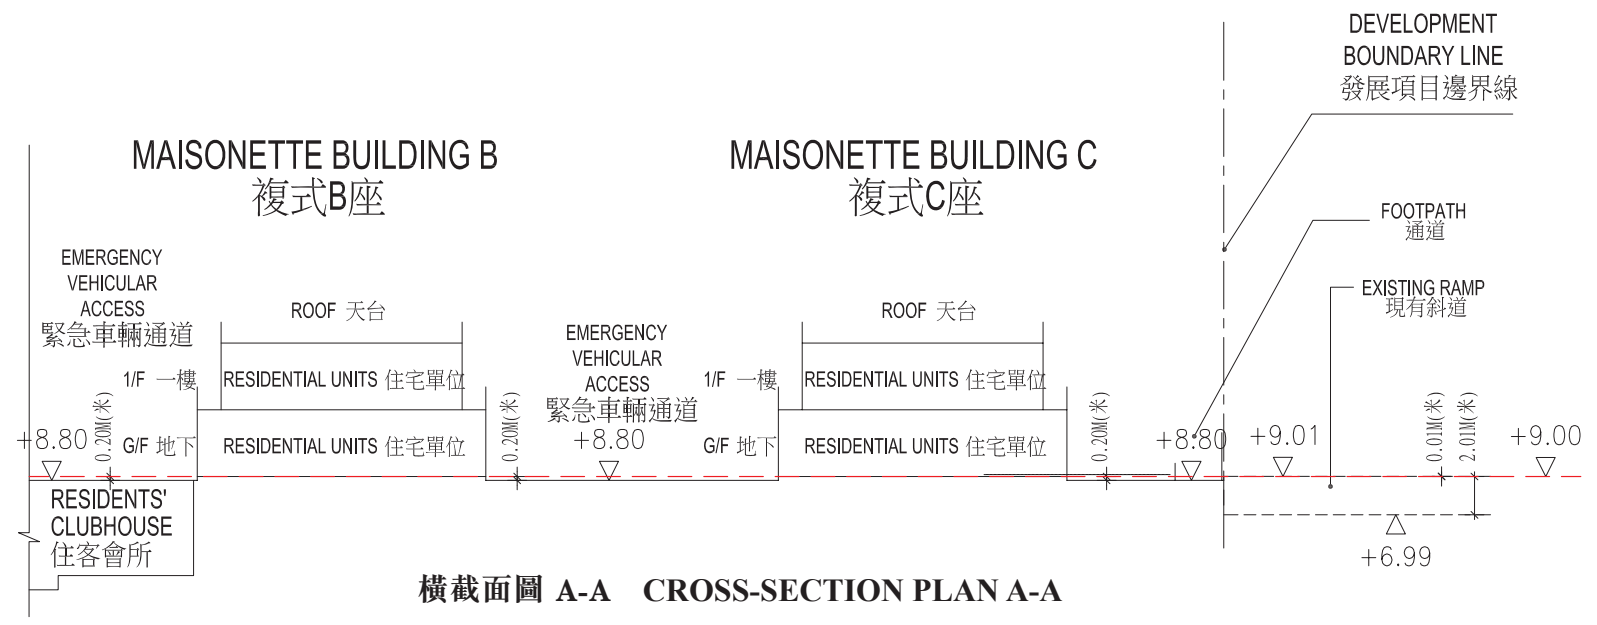 DEVELOPMENT
BOUNDARY LINE
發展項目邊界線
MAISONETTE BUILDING B
複式B座
MAISONETTE BUILDING C
複式C座
FOOTPATH
通道
EMERGENCY
VEHICULAR
ACCESS
緊急車輛通道
EXISTING RAMP
現有斜道
ROOF 天台
ROOF 天台
EMERGENCY
VEHICULAR
ACCESS
緊急車輛通道
1/F 一樓
RESIDENTIAL UNITS 住宅單位
1/F 一樓
RESIDENTIAL UNITS 住宅單位
+8.80
0.20M(米)
G/F 地下
RESIDENTIAL UNITS 住宅單位
0.20M(米)
+8.80
G/F 地下
RESIDENTIAL UNITS 住宅單位
0.20M(米)
+8.80
+9.01
0.01M(米)
2.01M(米)
+9.00
RESIDENTS'
CLUBHOUSE
住客會所
+6.99
橫截面圖 A-A CROSS-SECTION PLAN A-A